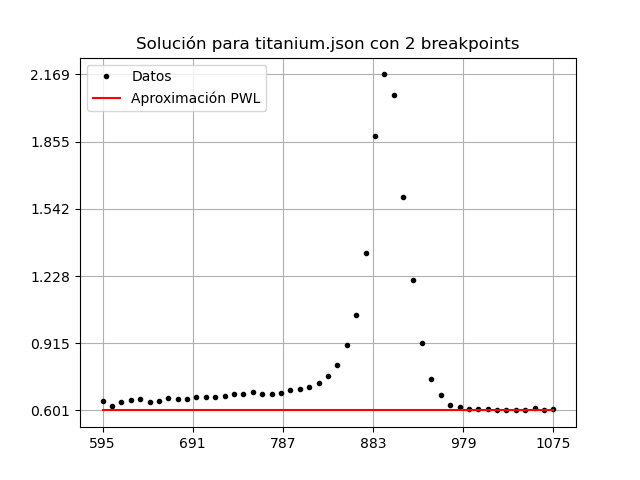 Solución para titanium.json con 2 breakpoints
Datos
Aproximación PWL
2.169
1.855
1.542
1.228
0.915
0.601
595 691 787 883 979 1075